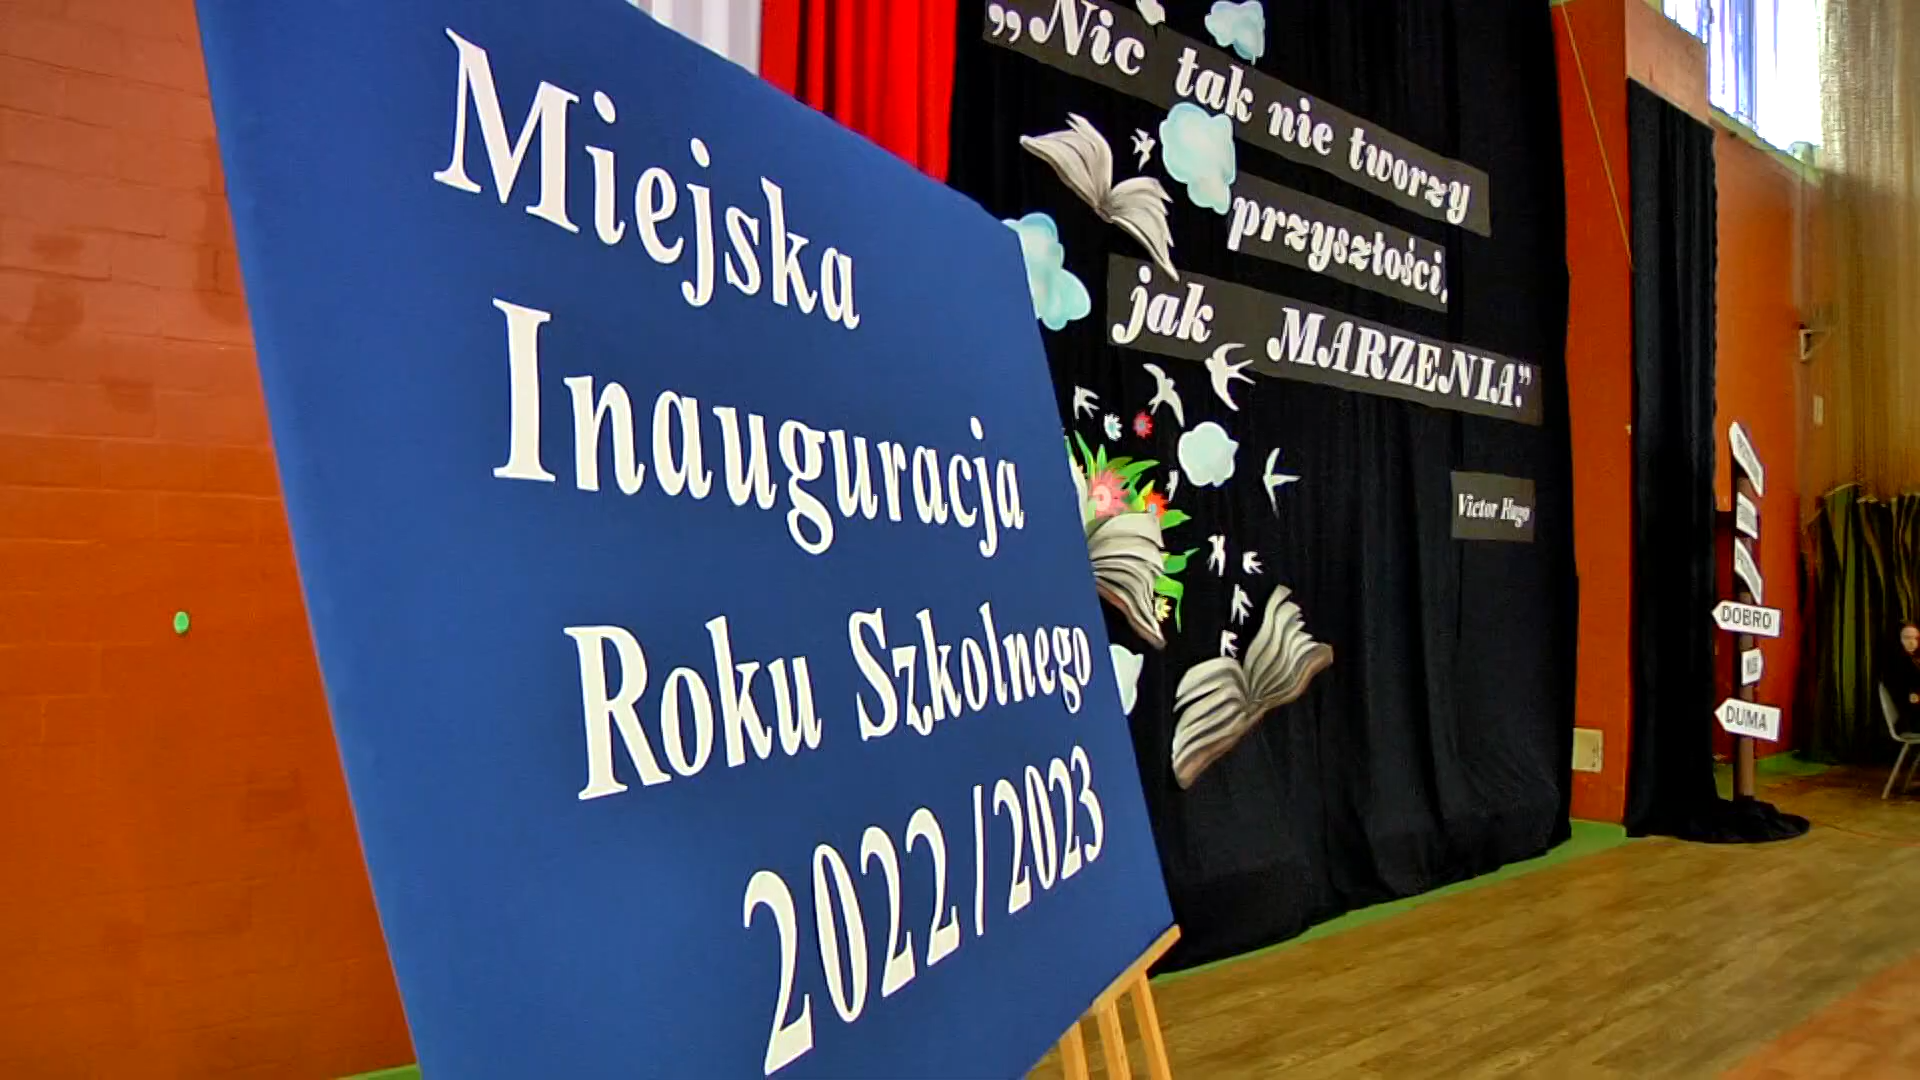 Miejska
Inauguracja
Roku Szkolnego
2022/2023
„Nic tak nie tworzy
przyszłości,
jak MARZENIA."
Victor Hugo
DOBRO
DUMA